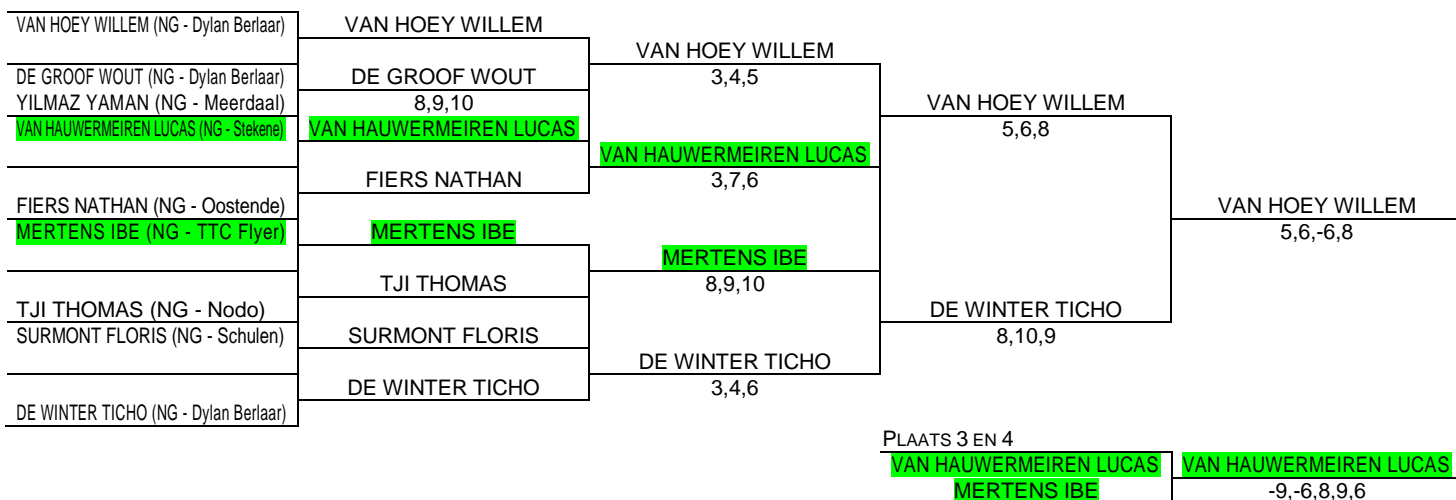 VAN HOEY WILLEM (NG - Dylan Berlaar)
DE GROOF WOUT (NG - Dylan Berlaar)
YILMAZ YAMAN (NG - Meerdaal)
VAN HAUWERMEIREN LUCAS (NG - Stekene)
FIERS NATHAN (NG - Oostende)
MERTENS IBE (NG - TTC Flyer)
TJI THOMAS (NG - Nodo)
SURMONT FLORIS (NG - Schulen)
DE WINTER TICHO (NG - Dylan Berlaar)
VAN HOEY WILLEM
DE GROOF WOUT
8,9,10
VAN HAUWERMEIREN LUCAS
FIERS NATHAN
MERTENS IBE
TJI THOMAS
SURMONT FLORIS
DE WINTER TICHO
VAN HOEY WILLEM
3,4,5
VAN HAUWERMEIREN LUCAS
3,7,6
MERTENS IBE
8,9,10
DE WINTER TICHO
3,4,6
VAN HOEY WILLEM
5,6,8
DE WINTER TICHO
8,10,9
VAN HOEY WILLEM
5,6,-6,8
PLAATS 3 EN 4
VAN HAUWERMEIREN LUCAS
MERTENS IBE
VAN HAUWERMEIREN LUCAS
-9,-6,8,9,6